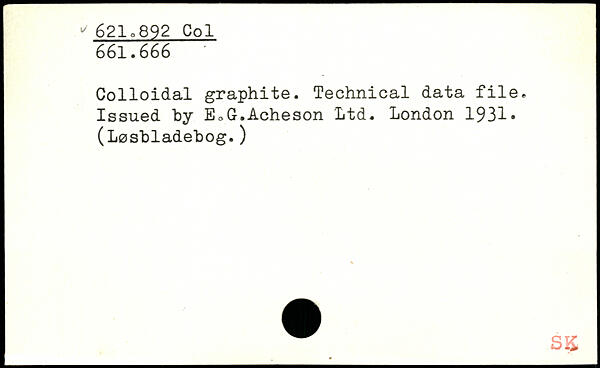 621.892 Col
661.666
Colloidal graphite. Technical data file.
Issued by E.G.Acheson Ltd. London 1931.
(Løsbladebog.)
SK